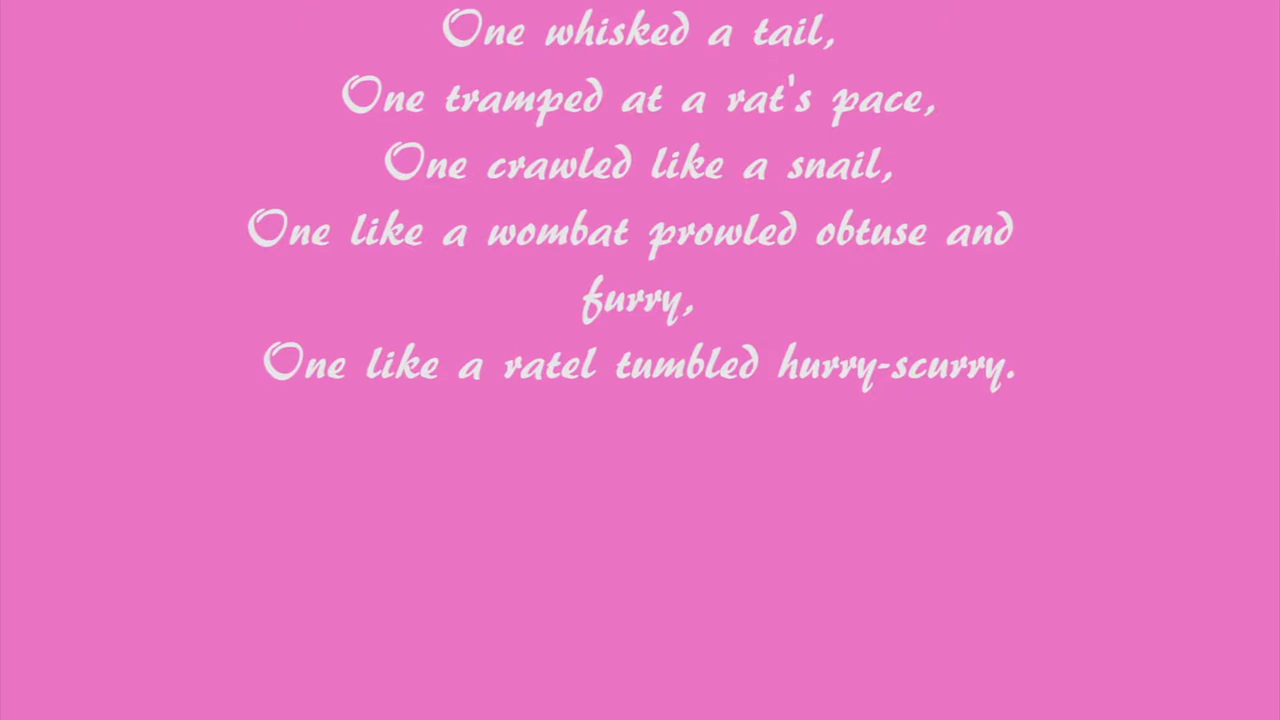 One whisked a tail,
One tramped at a rat's pace,
One crawled like a snail,
One like a wombat prowled obtuse and
furry,
One like a ratel tumbled hurry-scurry.